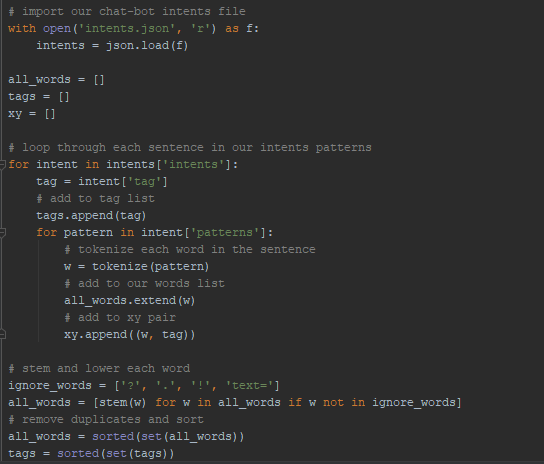 # import our chat-bot intents file
with open('intents.json', 'r') as f:
    intents = json.load(f)

all_words = []
tags = []
xy = []

# loop through each sentence in our intents patterns
for intent in intents['intents']:
    tag = intent['tag']
    # add to tag list
    tags.append(tag)
    for pattern in intent['patterns']:
        # tokenize each word in the sentence
        w = tokenize(pattern)
        # add to our words list
        all_words.extend(w)
        # add to xy pair
        xy.append((w, tag))

# stem and lower each word
ignore_words = ['?', '.', '!', 'text=']
all_words = [stem(w) for w in all_words if w not in ignore_words]
# remove duplicates and sort
all_words = sorted(set(all_words))
tags = sorted(set(tags))